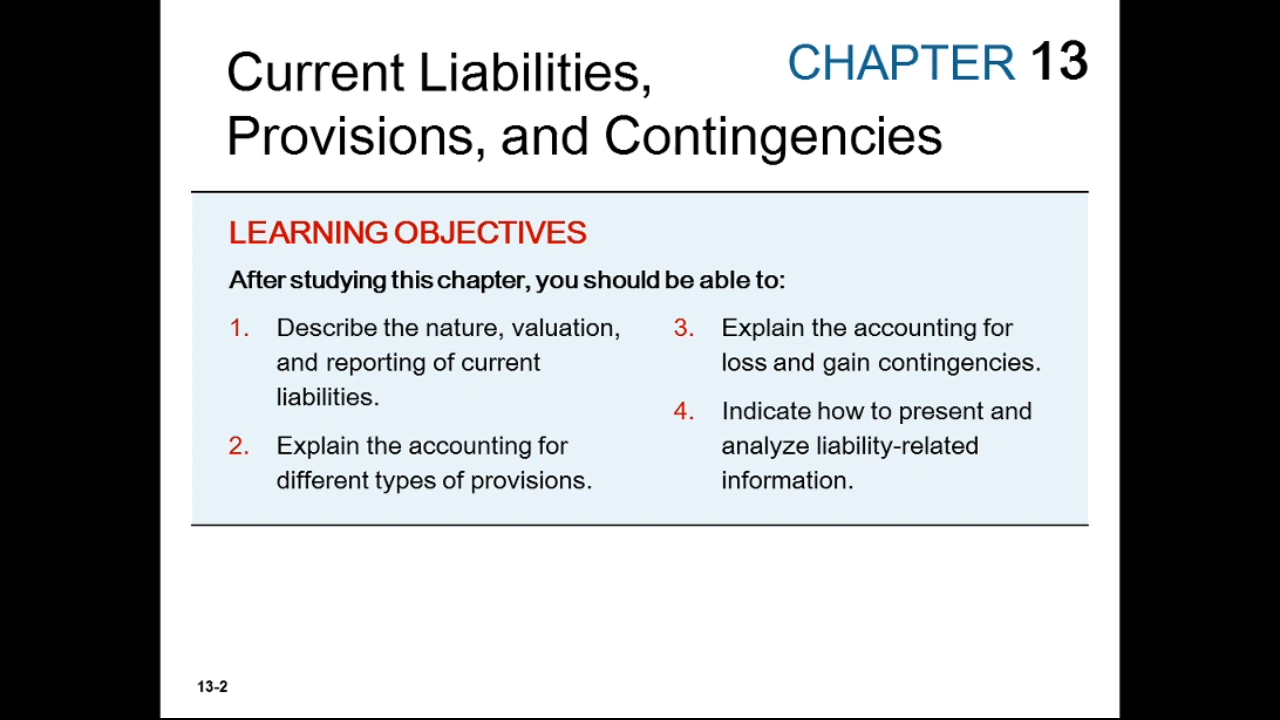 Current Liabilities,
CHAPTER 13
Provisions, and Contingencies
LEARNING OBJECTIVES
After studying this chapter, you should be able to:
1. Describe the nature, valuation,
and reporting of current
liabilities.
2. Explain the accounting for
different types of provisions.
3. Explain the accounting for
loss and gain contingencies.
4. Indicate how to present and
analyze liability-related
information.
13-2